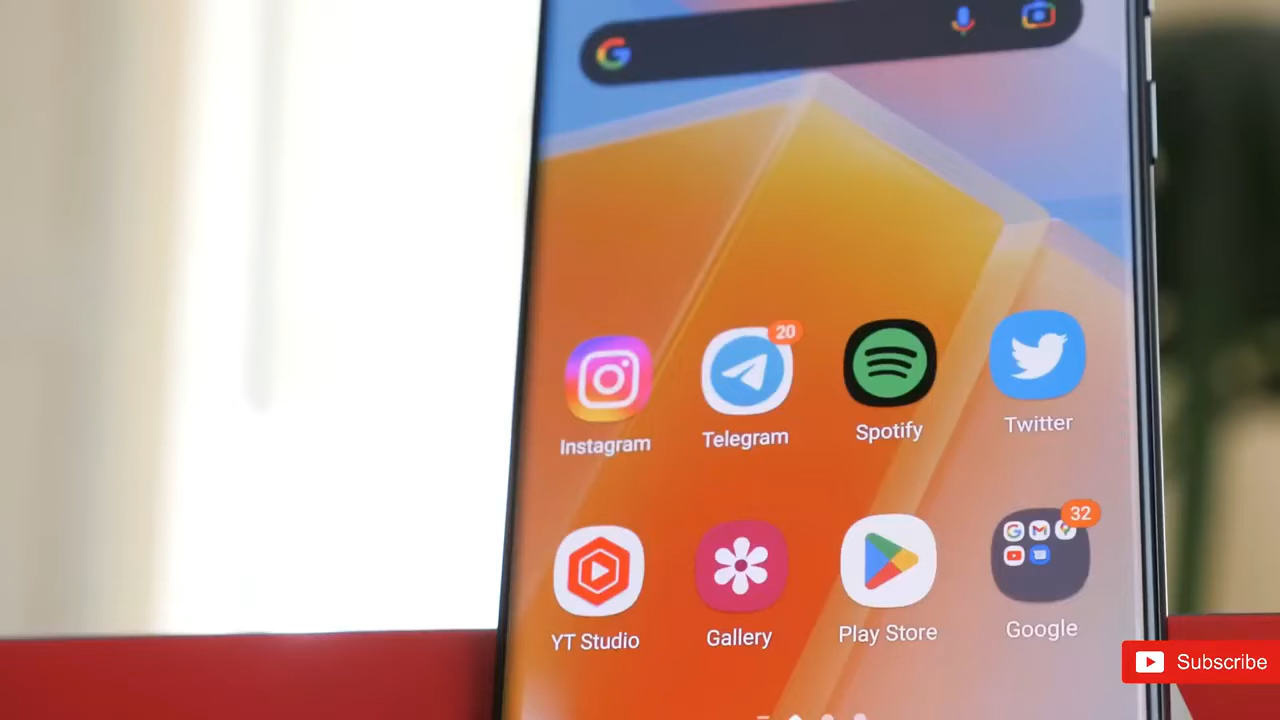 20
Instagram
Telegram
Spotify
Twitter
32
YT Studio
Gallery
Play Store
Google
Subscribe